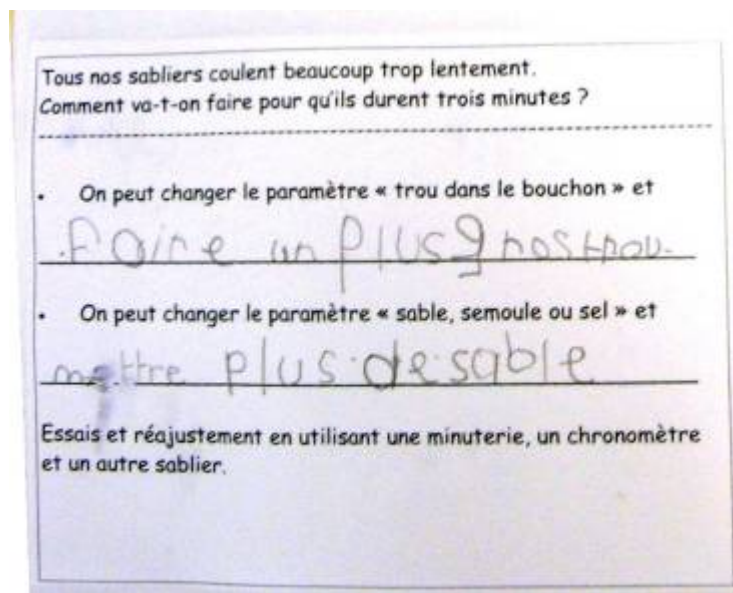 Tous nos sabliers coulent beaucoup trop lentement.
Comment va-t-on faire pour qu'ils durent trois minutes ?
• On peut changer le paramètre « trou dans le bouchon » et
faire un plus gros trou.
• On peut changer le paramètre « sable, semoule ou sel » et
mettre plus de sable
Essais et réajustement en utilisant une minuterie, un chronomètre
et un autre sablier.